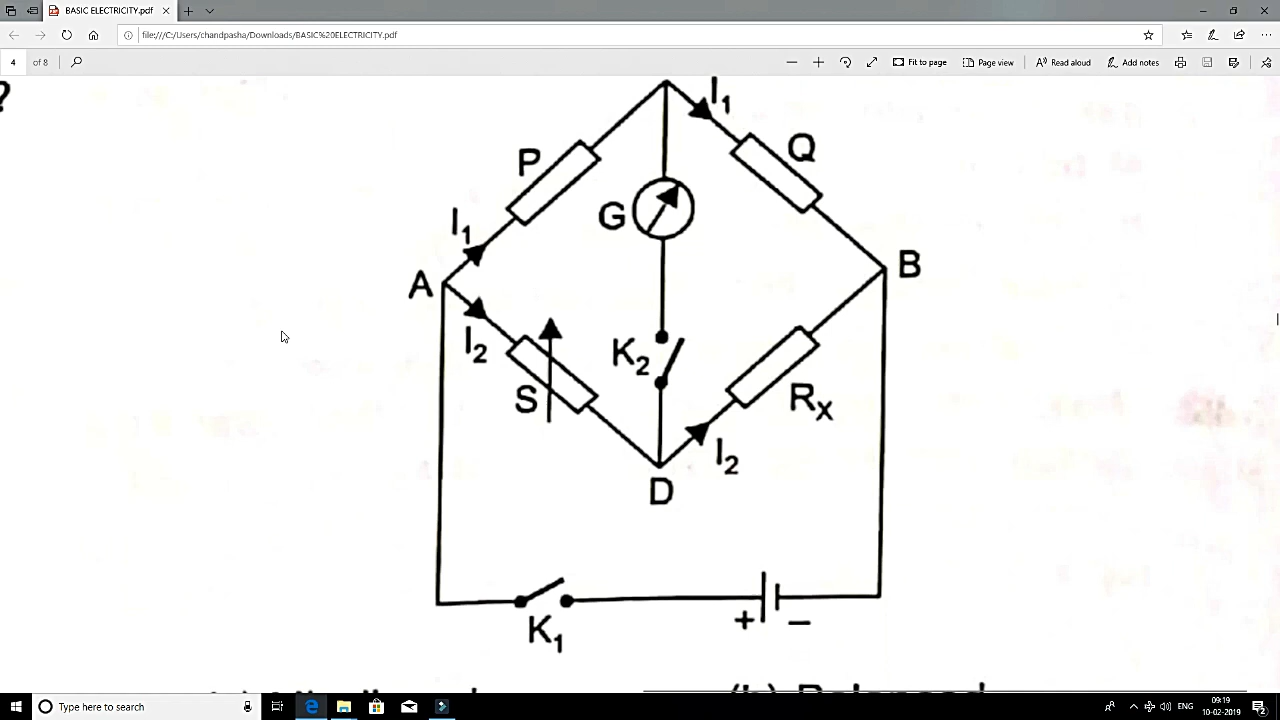 BASIC ELECTRICITY.pdf
file:///C:/Users/chandpasha/Downloads/BASIC%20ELECTRICITY.pdf
4 of 8 Fit to page Page view Read aloud Add notes
?
I1
P Q
G
I1
A B
I2 K2
S RX
I2
D
+ −
K1
(b) Balanced
Type here to search
ENG 09:19
10-02-2019 2